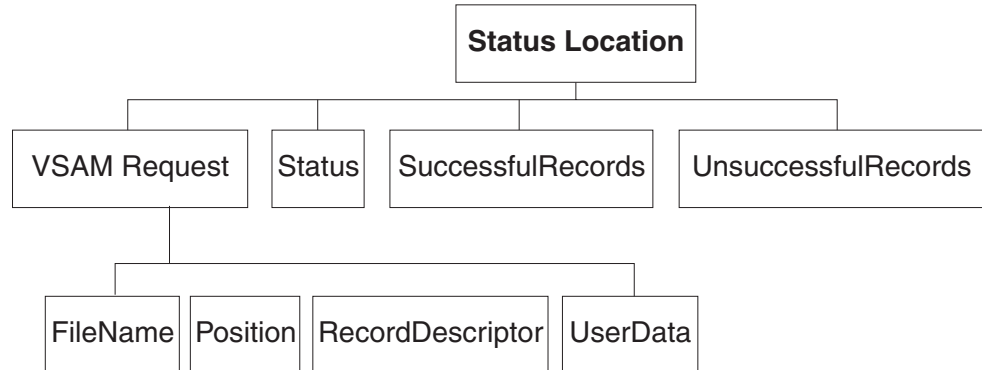 Status Location
VSAM Request
Status
SuccessfulRecords
UnsuccessfulRecords
FileName
Position
RecordDescriptor
UserData